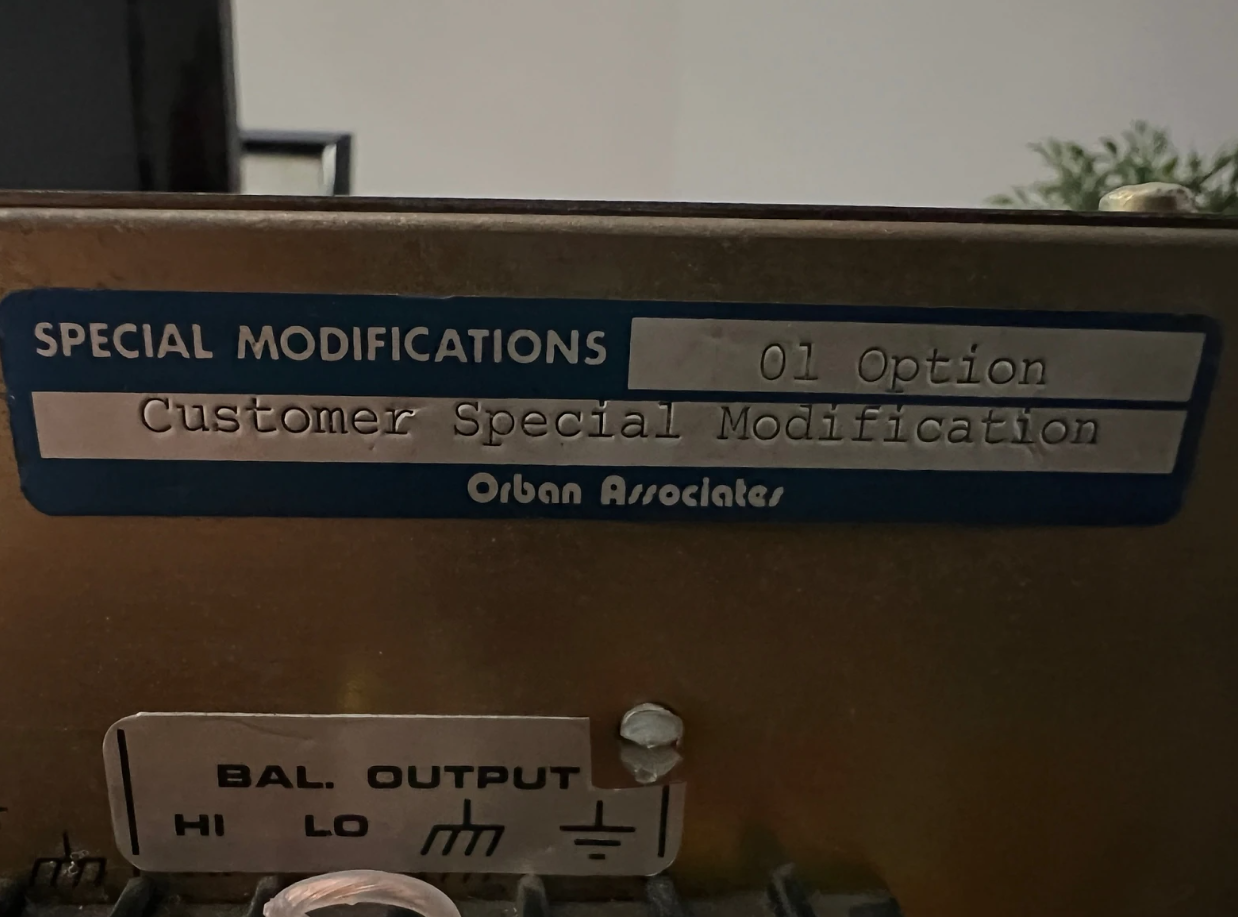 SPECIAL MODIFICATIONS 01 Option
Customer Special Modification
Orban Associates
BAL. OUTPUT
HI LO